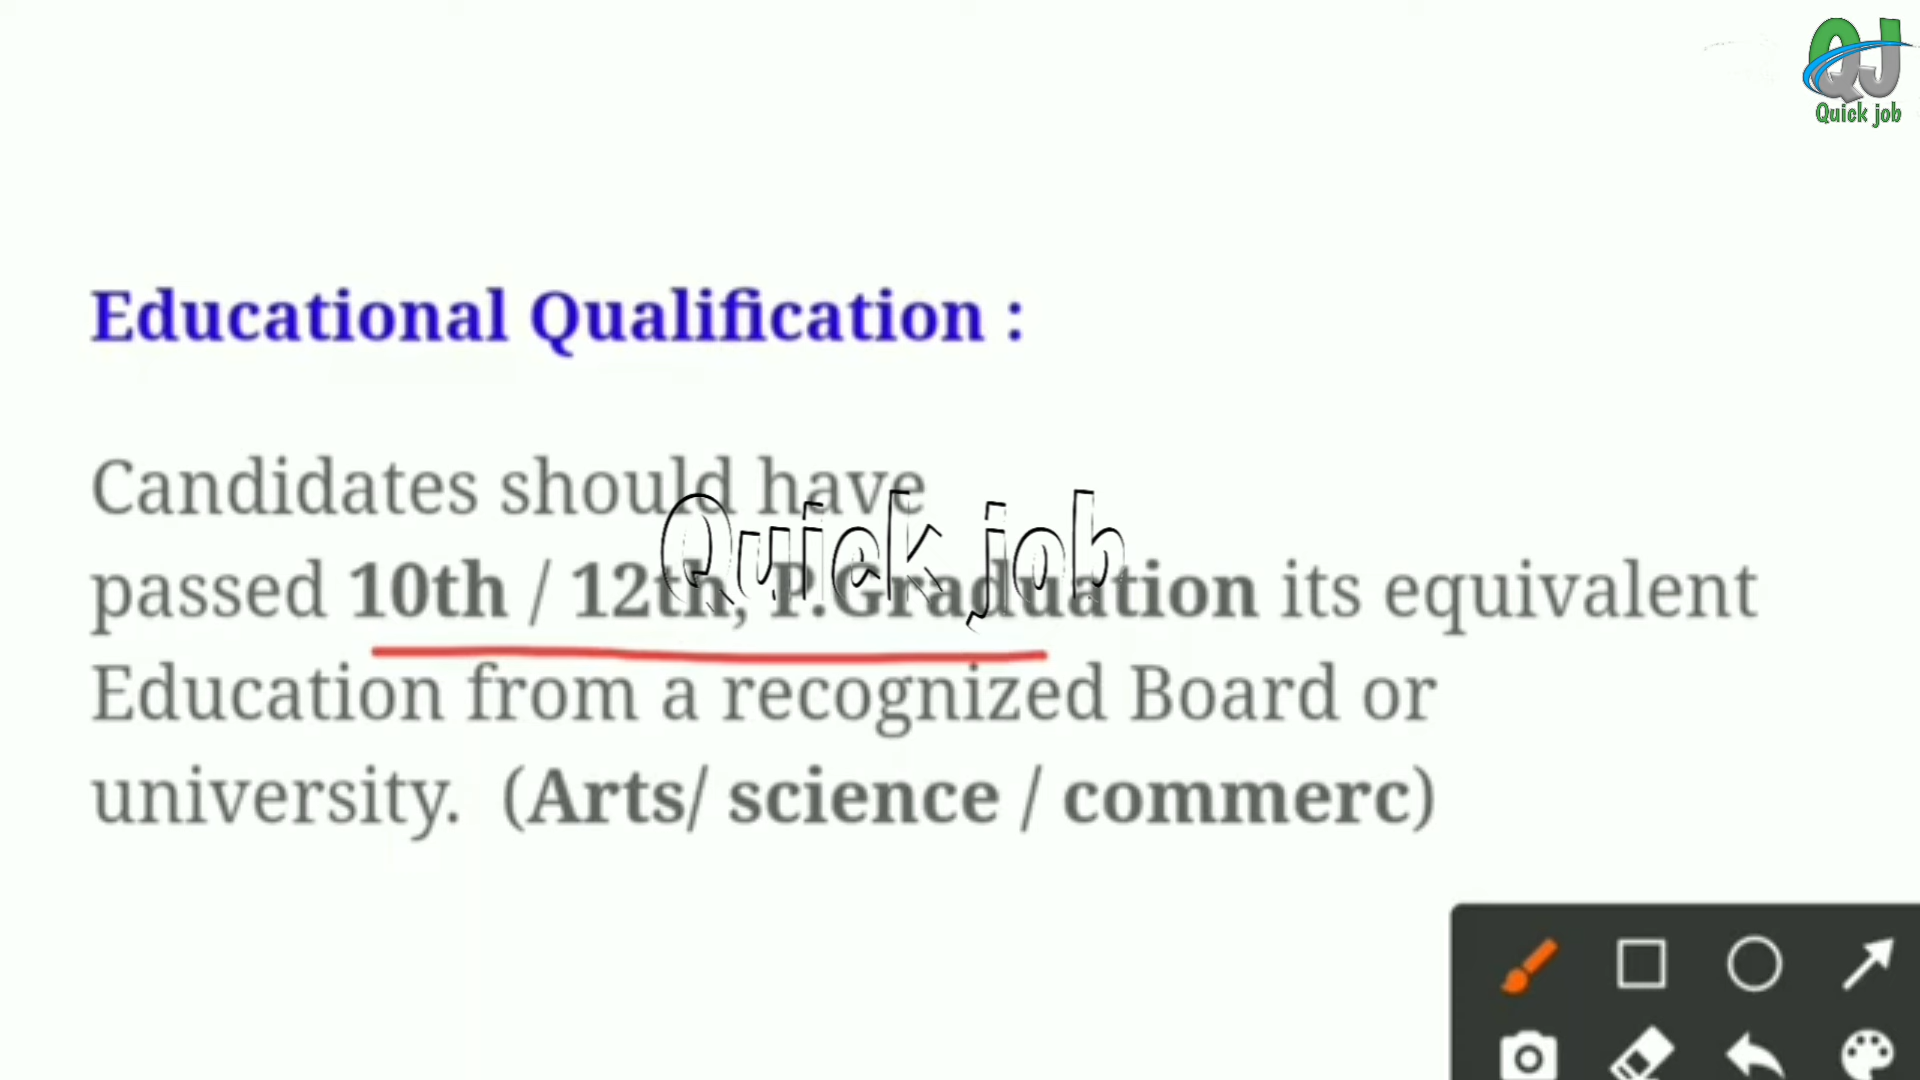 QJ
Quick job
Educational Qualification :
Candidates should have
Quick job
passed 10th / 12th, P.Graduation its equivalent
Education from a recognized Board or
university. (Arts/ science / commerc)